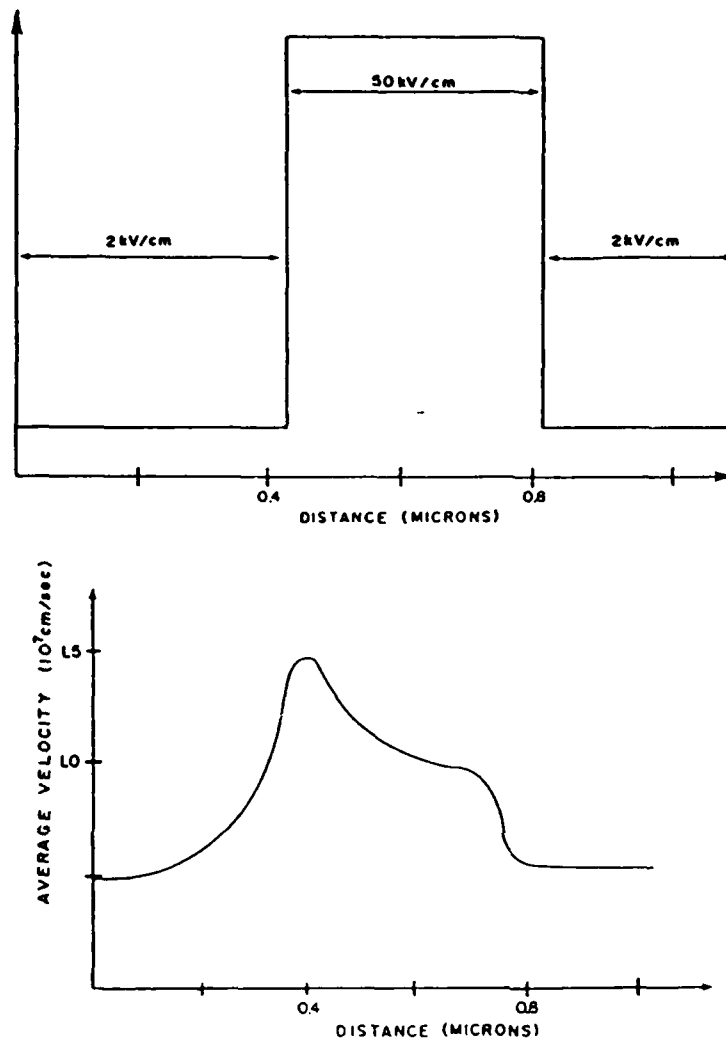 50kV/cm
2kV/cm
2kV/cm
0.4
0.8
DISTANCE (MICRONS)
AVERAGE VELOCITY (10⁷cm/sec)
1.5
1.0
0.4
0.8
DISTANCE (MICRONS)